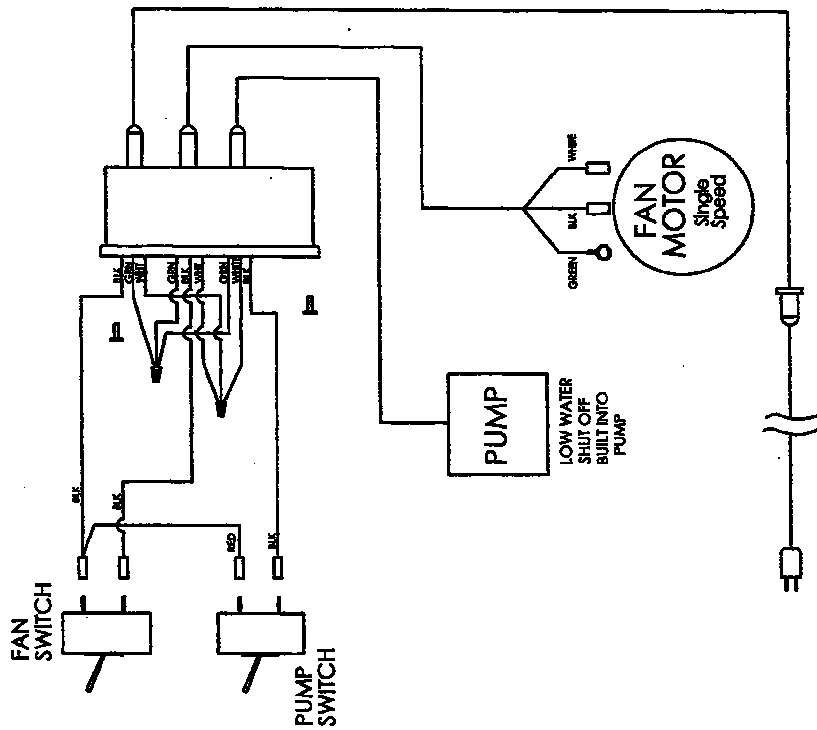 WHITE
BLK
GREEN
FAN
MOTOR
Single
Speed
BLK
GRN
WHT
GRN
BLK
WHE
GRN
WHT
BLK
PUMP
LOW WATER
SHUT OFF
BUILT INTO
PUMP
BLK
BLK
RED
BLK
FAN
SWITCH
PUMP
SWITCH